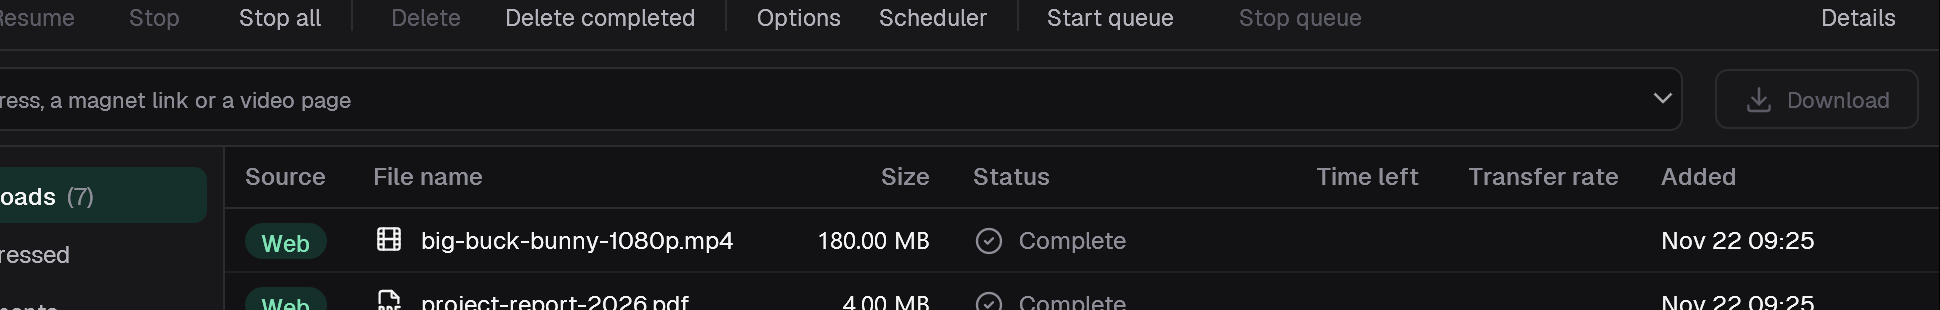 Resume Stop Stop all Delete Delete completed Options Scheduler Start queue Stop queue Details
ress, a magnet link or a video page Download
oads (7)
Source File name Size Status Time left Transfer rate Added
Web big-buck-bunny-1080p.mp4 180.00 MB Complete Nov 22 09:25
ressed
Web project-report-2026.pdf 4.00 MB Complete Nov 22 09:25